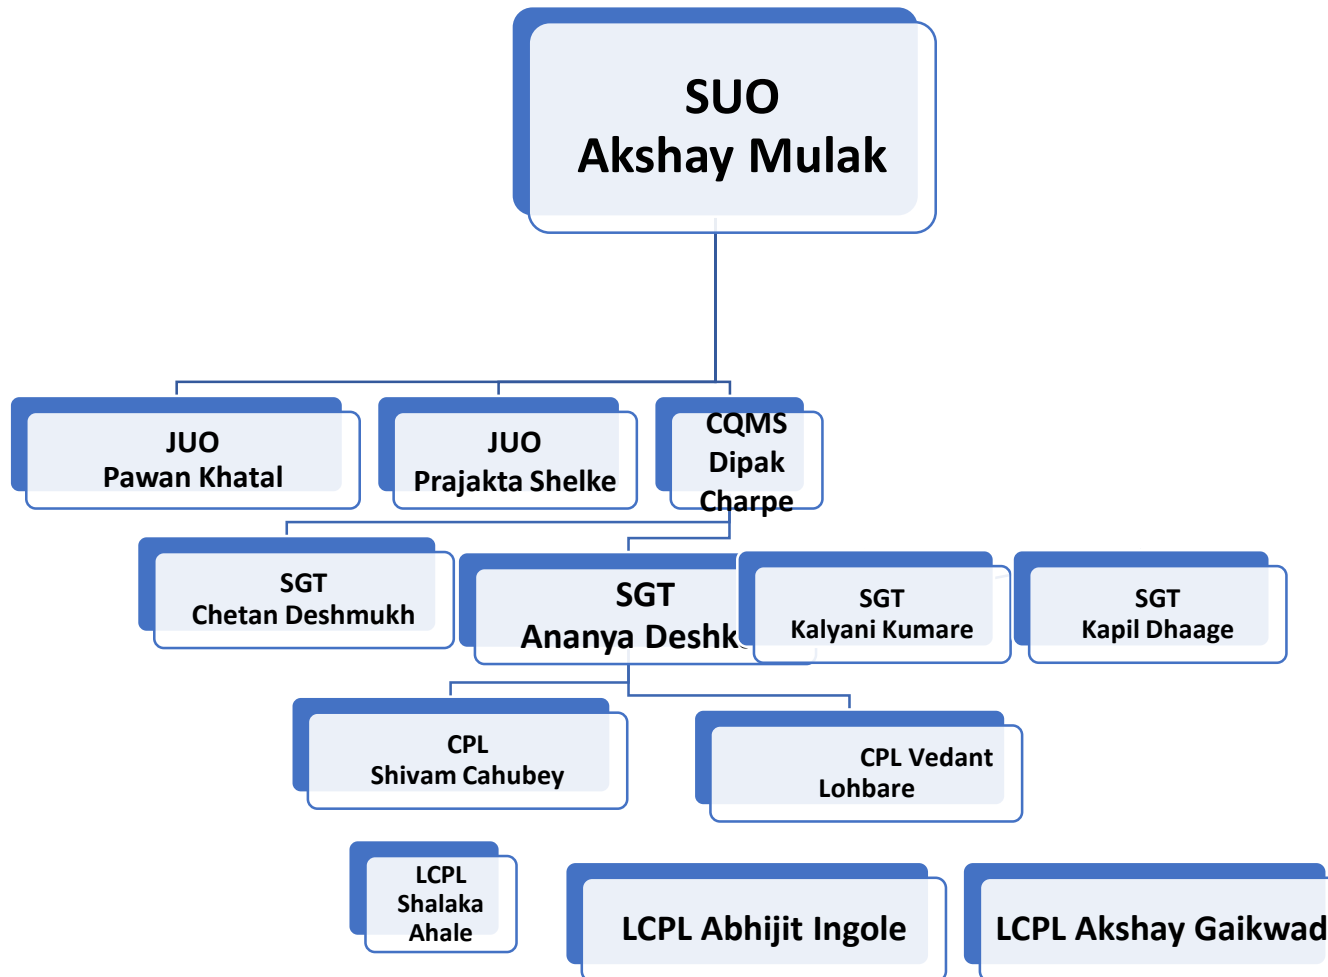 SUO
Akshay Mulak
JUO
Pawan Khatal
JUO
Prajakta Shelke
CQMS
Dipak
Charpe
SGT
Chetan Deshmukh
SGT
Ananya
SGT
Kalyani Kumare
SGT
Kapil Dhaage
CPL
Shivam Cahubey
CPL Vedant
Lohbare
LCPL
Shalaka
Ahale
LCPL Abhijit Ingole
LCPL Akshay Gaikwad